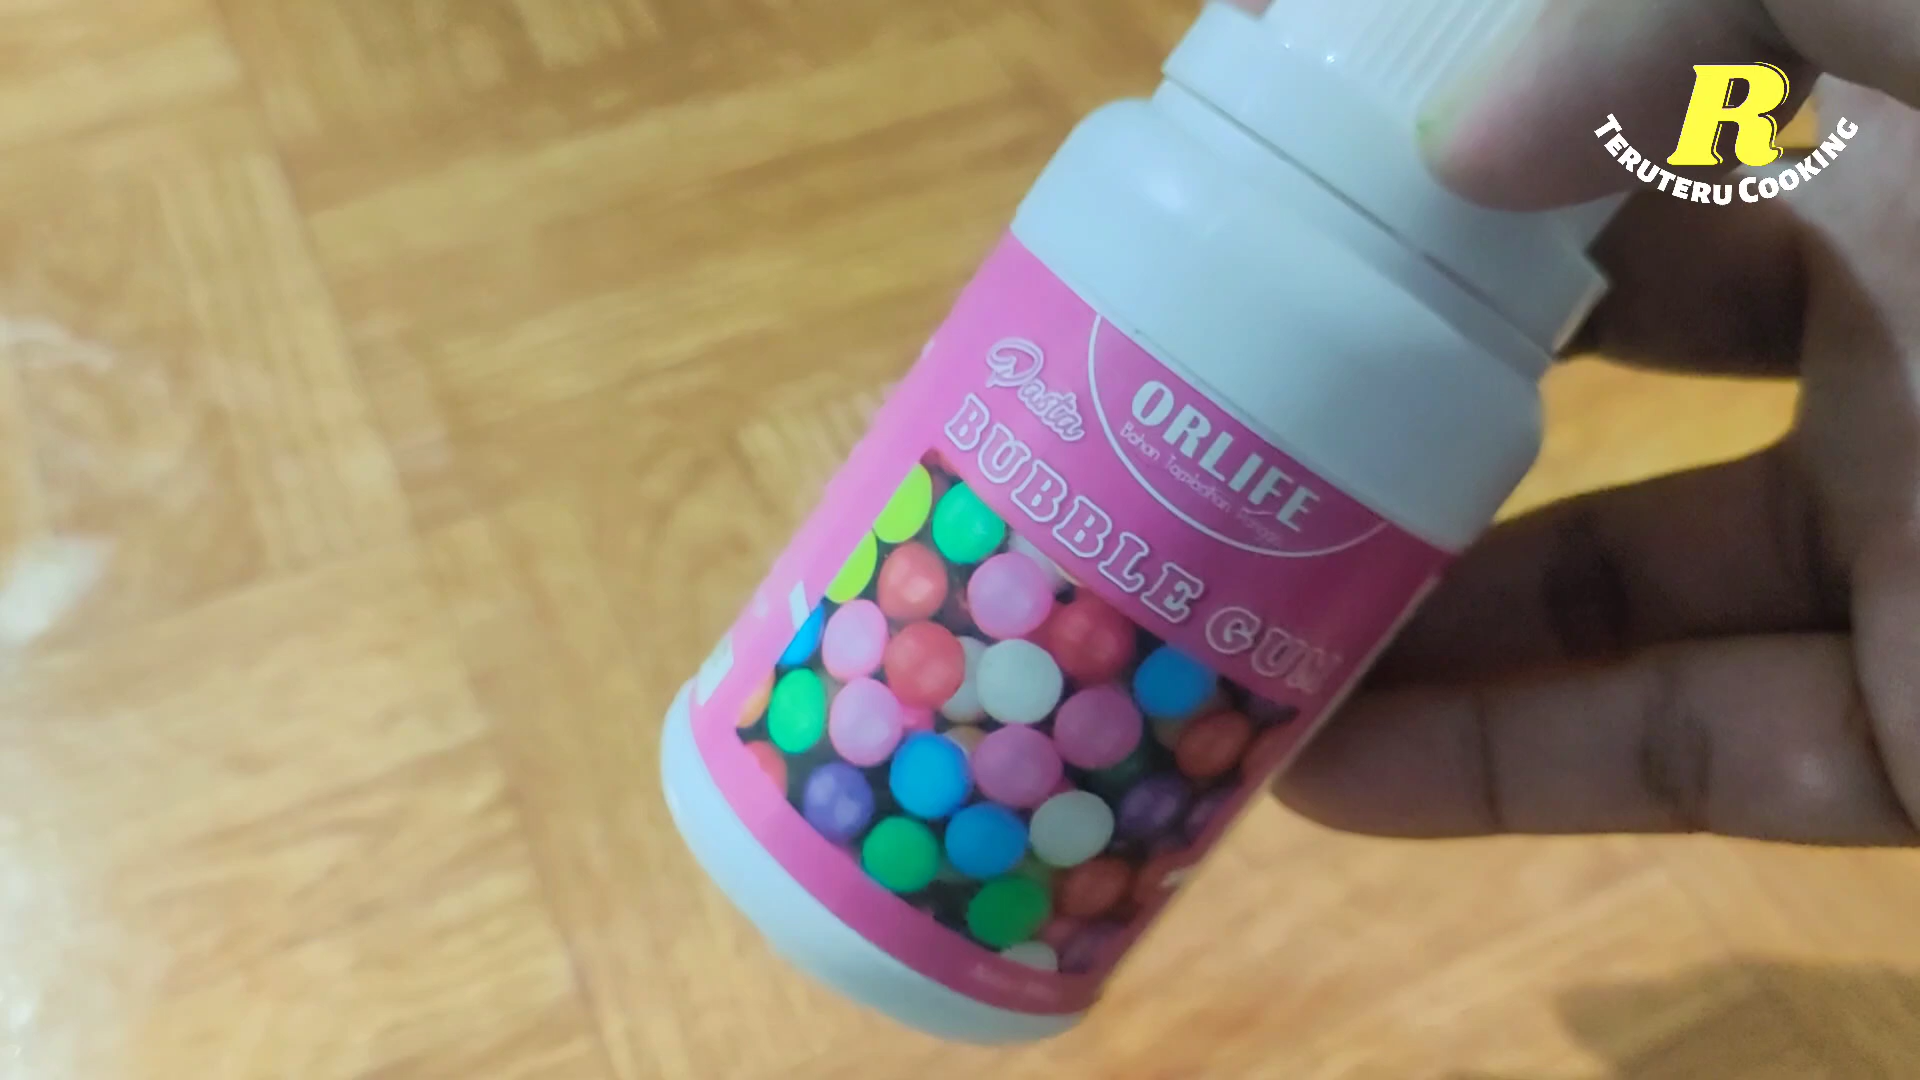 R
TERUTERU COOKING
ORLIFE
Bahan Tambahan Pangan
Pasta
BUBBLE GUM